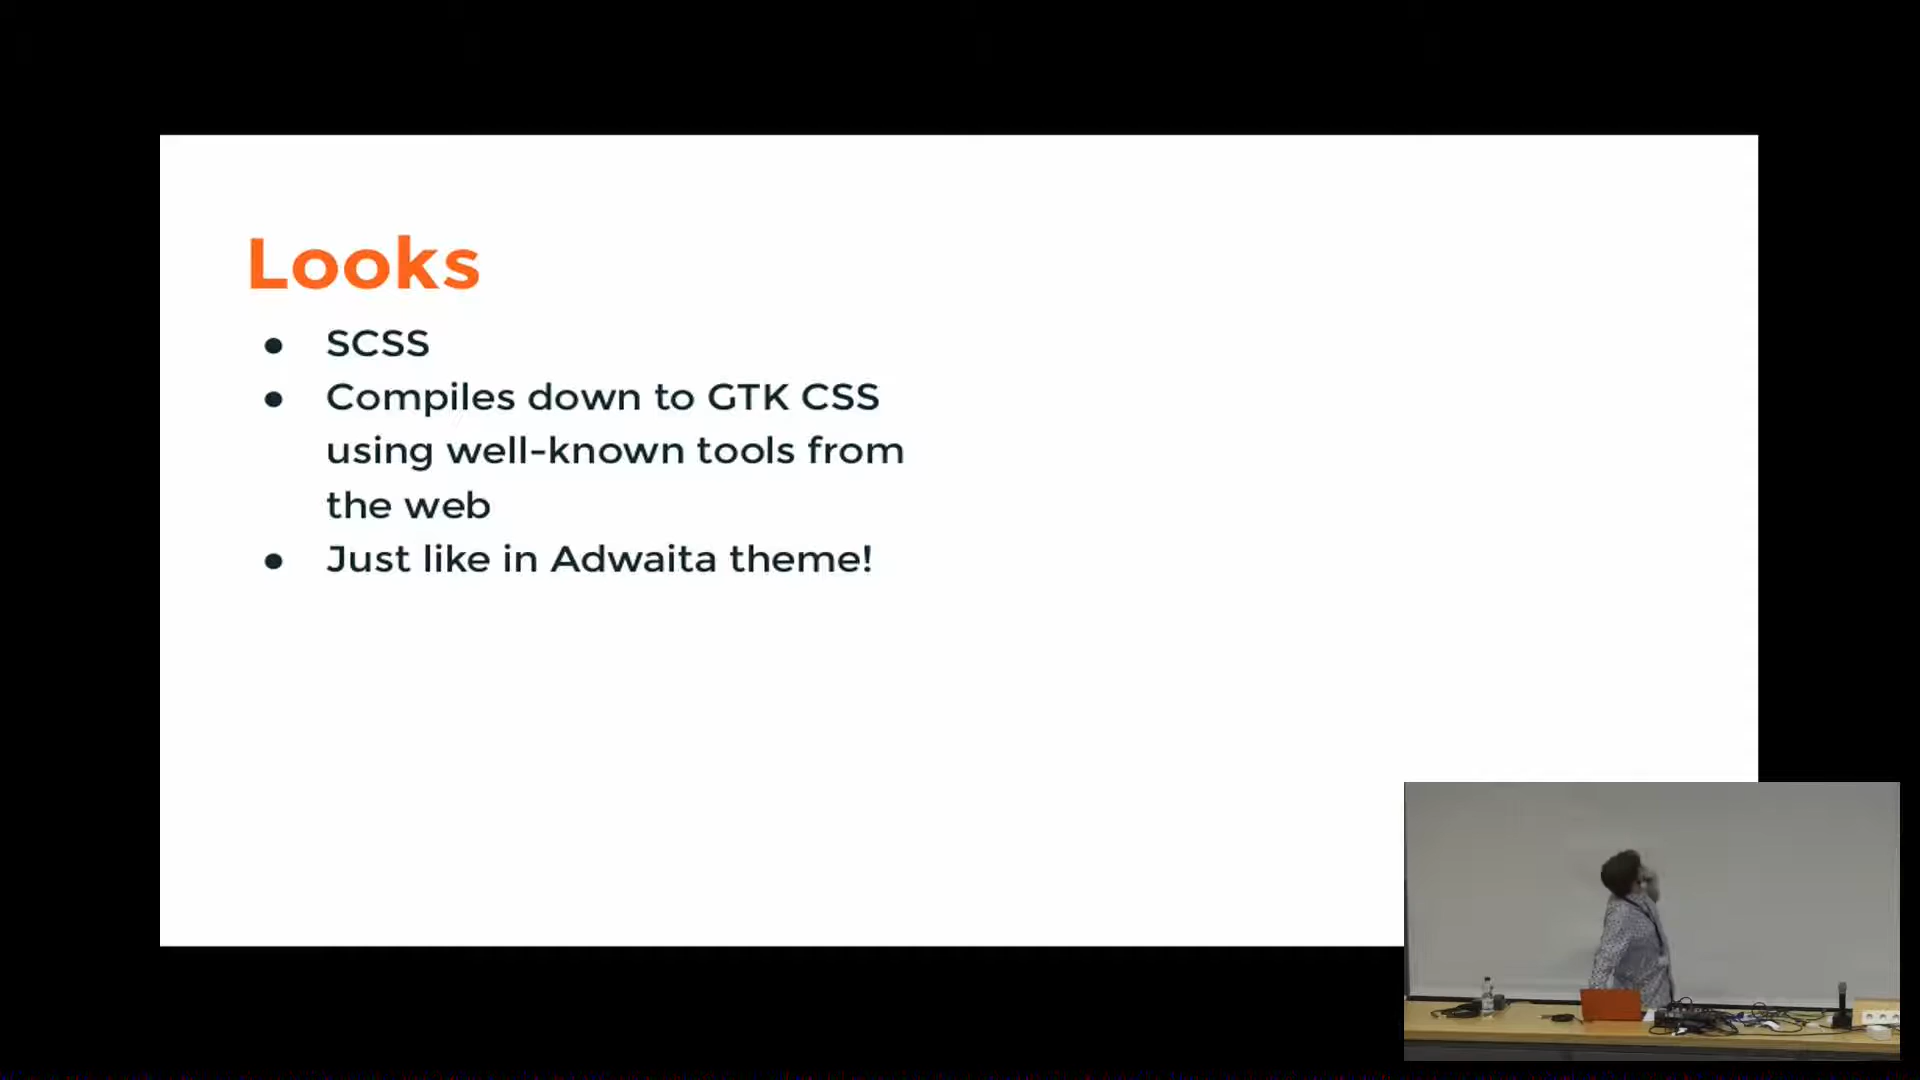 Looks
● SCSS
● Compiles down to GTK CSS
using well-known tools from
the web
● Just like in Adwaita theme!